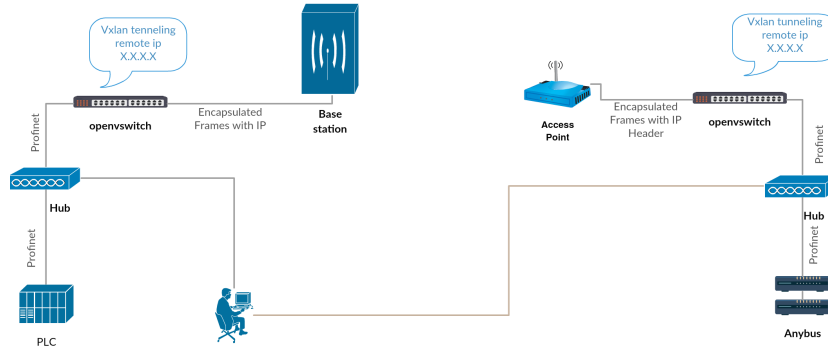 Vxlan tenneling
remote ip
X.X.X.X
Vxlan tunneling
remote ip
X.X.X.X
Profinet
openvswitch
Encapsulated
Frames with IP
Base
station
Access
Point
Encapsulated
Frames with IP
Header
openvswitch
Profinet
Hub
Hub
Profinet
Profinet
PLC
Anybus